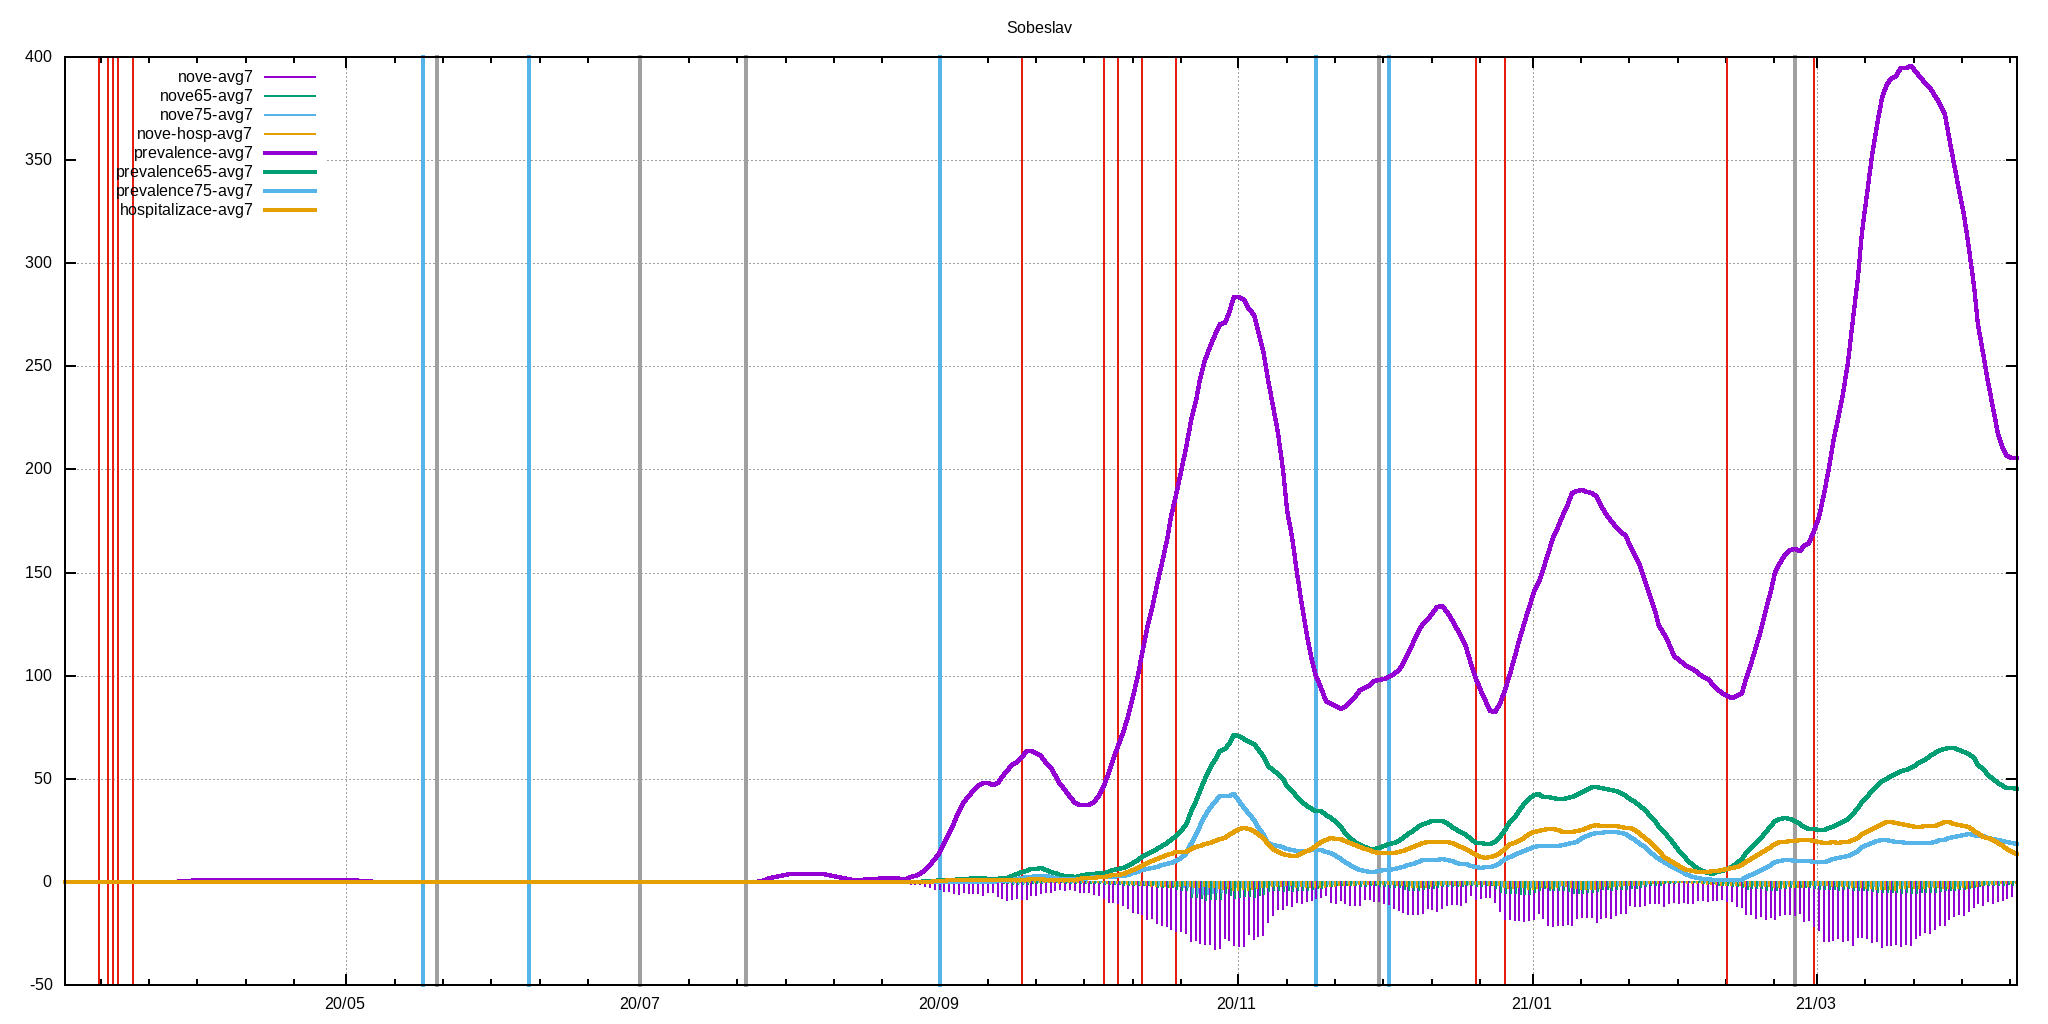 Sobeslav
400
350
300
250
200
150
100
50
0
-50
nove-avg7
nove65-avg7
nove75-avg7
nove-hosp-avg7
prevalence-avg7
prevalence65-avg7
prevalence75-avg7
hospitalizace-avg7
20/05
20/07
20/09
20/11
21/01
21/03